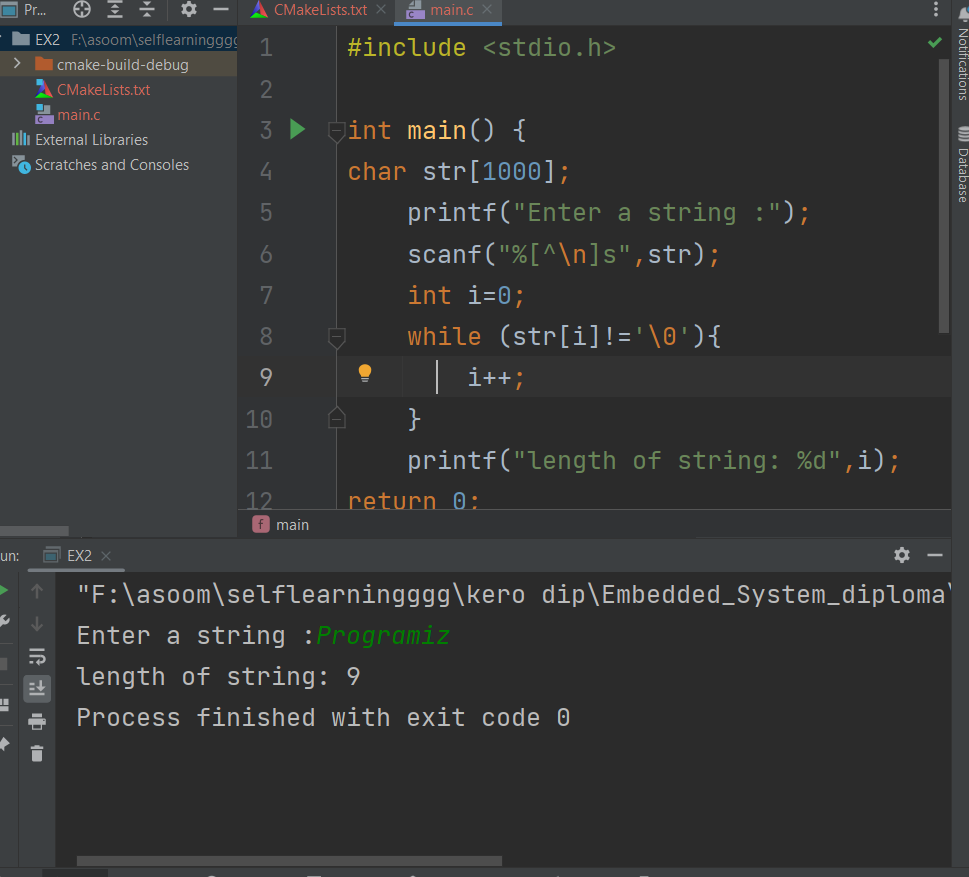 Pr...
CMakeLists.txt
main.c
EX2 F:\asoom\selflearningggg
cmake-build-debug
CMakeLists.txt
main.c
External Libraries
Scratches and Consoles
1 #include <stdio.h>
2
3 int main() {
4 char str[1000];
5 printf("Enter a string :");
6 scanf("%[^\n]s",str);
7 int i=0;
8 while (str[i]!='\0'){
9 i++;
10 }
11 printf("length of string: %d",i);
12 return 0;
f main
Notifications
Database
un: EX2
"F:\asoom\selflearningggg\kero dip\Embedded_System_diploma\
Enter a string :Programiz
length of string: 9
Process finished with exit code 0